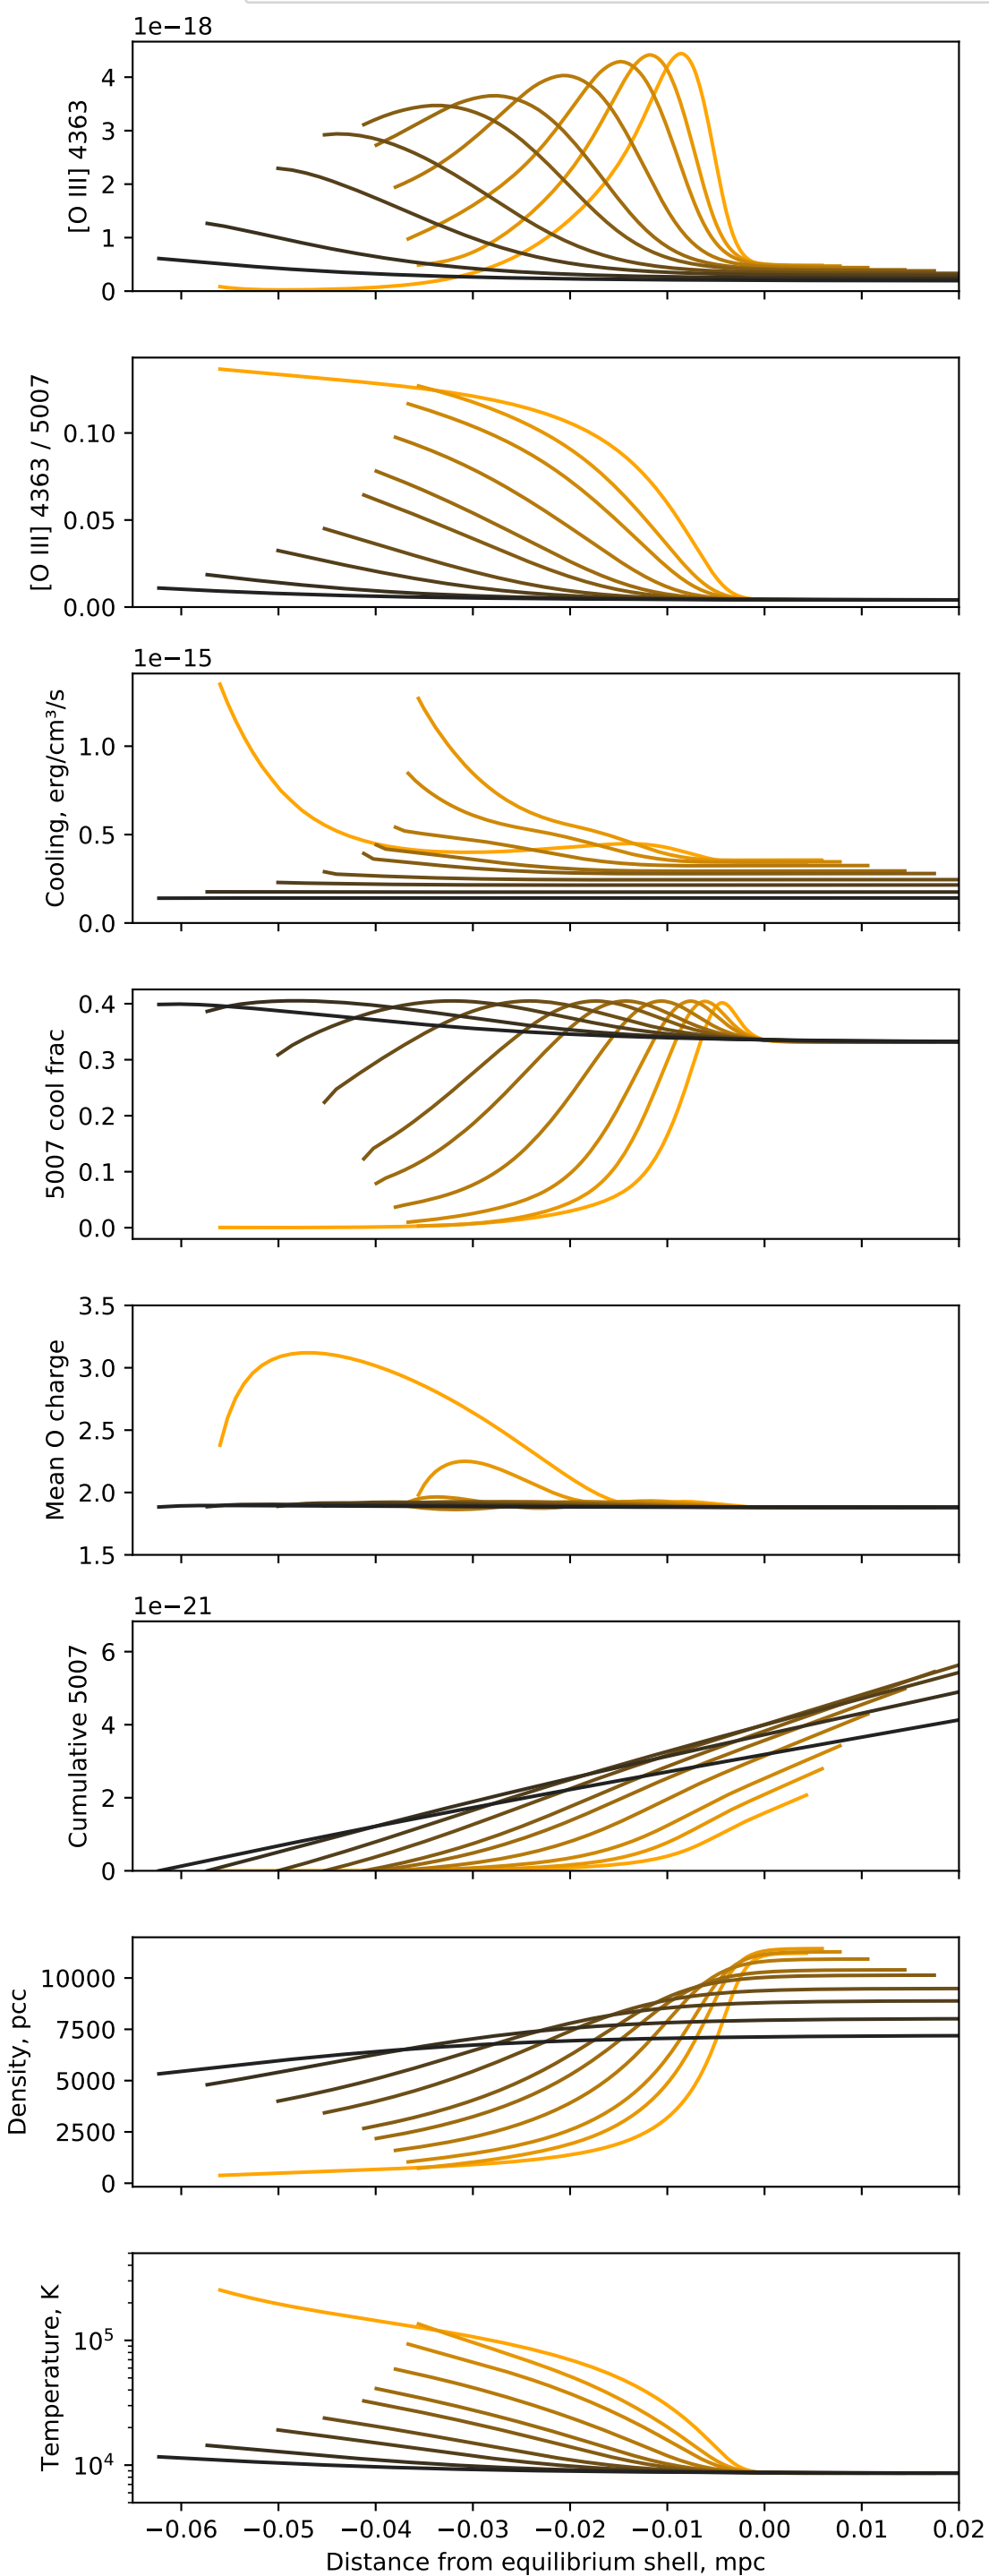 1e−18
[O III] 4363
4
3
2
1
0
[O III] 4363 / 5007
0.10
0.05
0.00
1e−15
Cooling, erg/cm³/s
1.0
0.5
0.0
5007 cool frac
0.4
0.3
0.2
0.1
0.0
Mean O charge
3.5
3.0
2.5
2.0
1.5
1e−21
Cumulative 5007
6
4
2
0
Density, pcc
10000
7500
5000
2500
0
Temperature, K
10⁵
10⁴
−0.06 −0.05 −0.04 −0.03 −0.02 −0.01 0.00 0.01 0.02
Distance from equilibrium shell, mpc